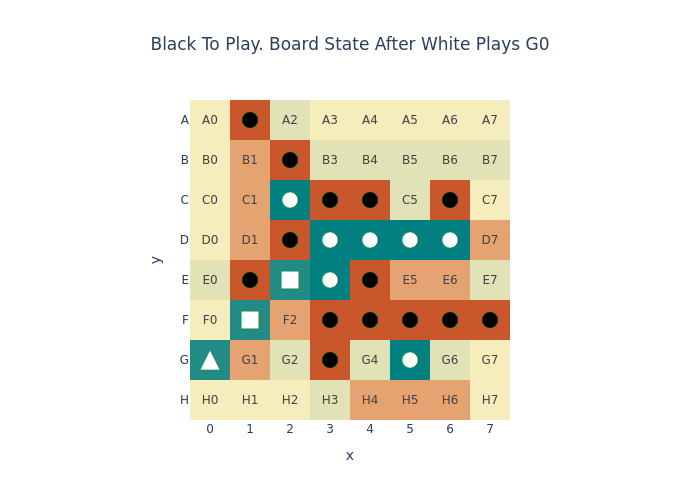 Black To Play. Board State After White Plays G0
A A0 A2 A3 A4 A5 A6 A7
B B0 B1 B3 B4 B5 B6 B7
C C0 C1 C5 C7
D D0 D1 D7
y
E E0 E5 E6 E7
F F0 F2
G G1 G2 G4 G6 G7
H H0 H1 H2 H3 H4 H5 H6 H7
0 1 2 3 4 5 6 7
x